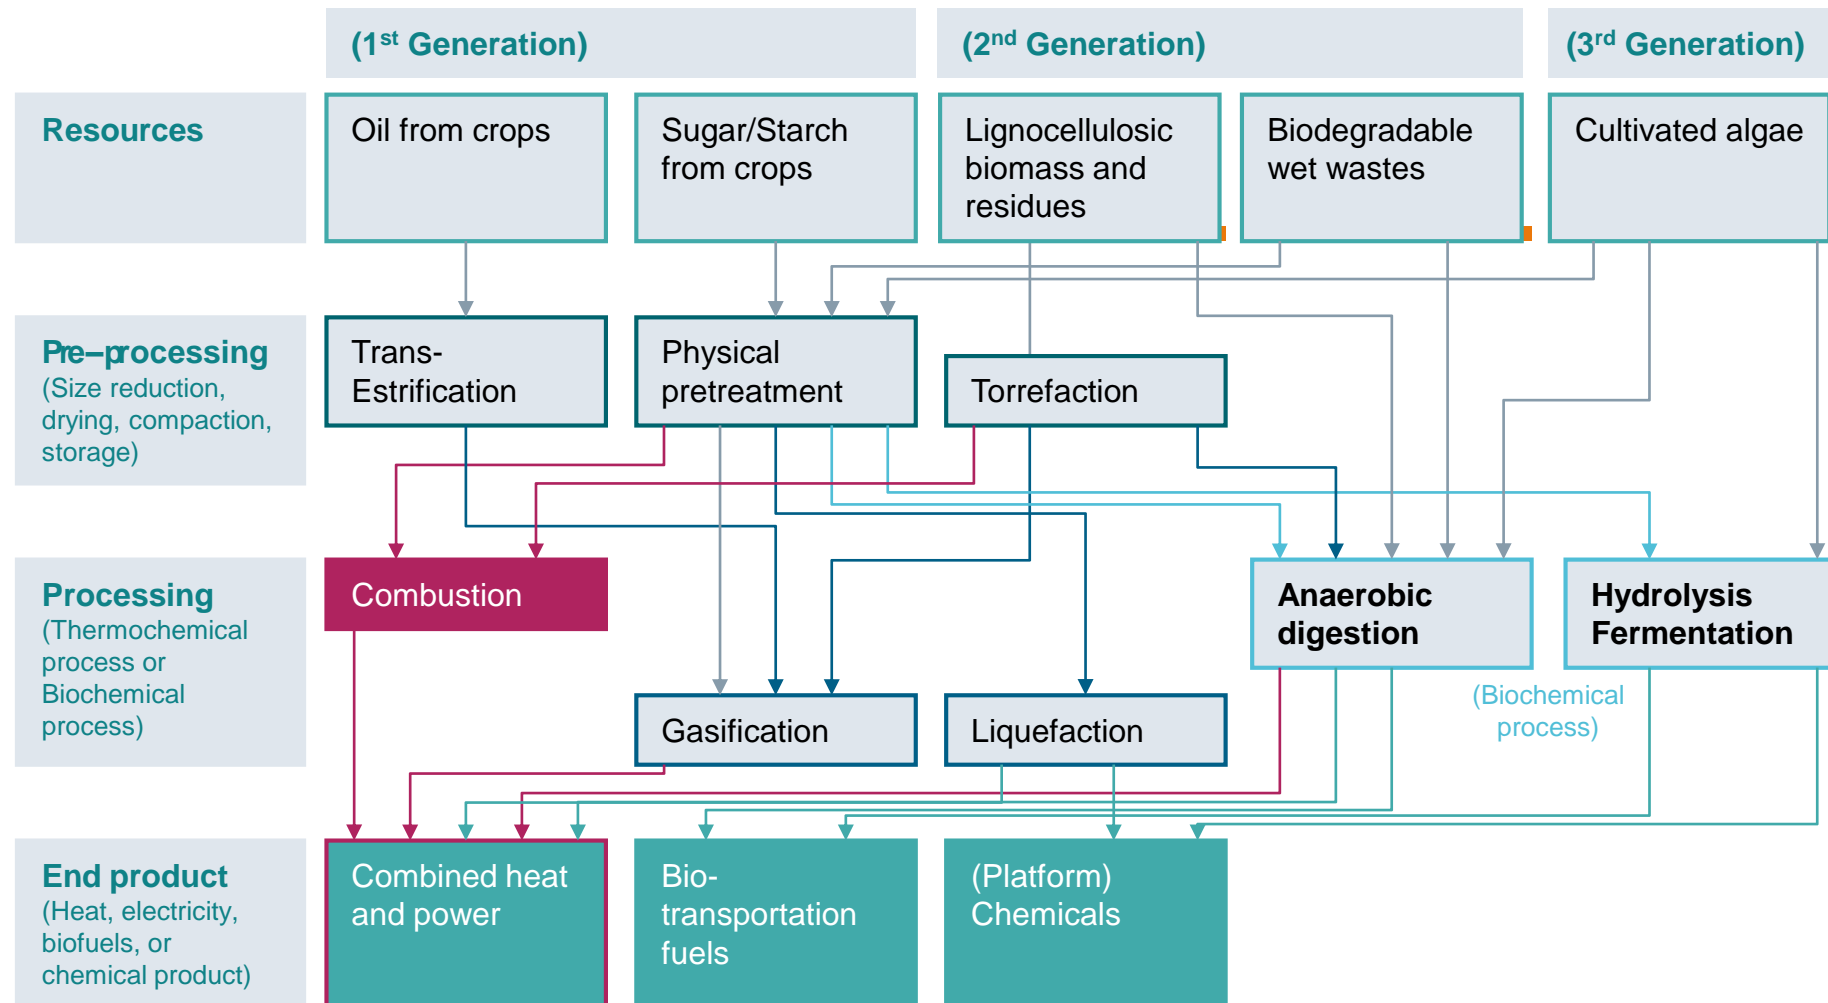 (1st Generation)
(2nd Generation)
(3rd Generation)
Resources
Oil from crops
Sugar/Starch
from crops
Lignocellulosic
biomass and
residues
Biodegradable
wet wastes
Cultivated algae
Pre–processing
(Size reduction,
drying, compaction,
storage)
Trans-
Estrification
Physical
pretreatment
Torrefaction
Processing
(Thermochemical
process or
Biochemical
process)
Combustion
Anaerobic
digestion
Hydrolysis
Fermentation
Gasification
Liquefaction
(Biochemical
process)
End product
(Heat, electricity,
biofuels, or
chemical product)
Combined heat
and power
Bio-
transportation
fuels
(Platform)
Chemicals